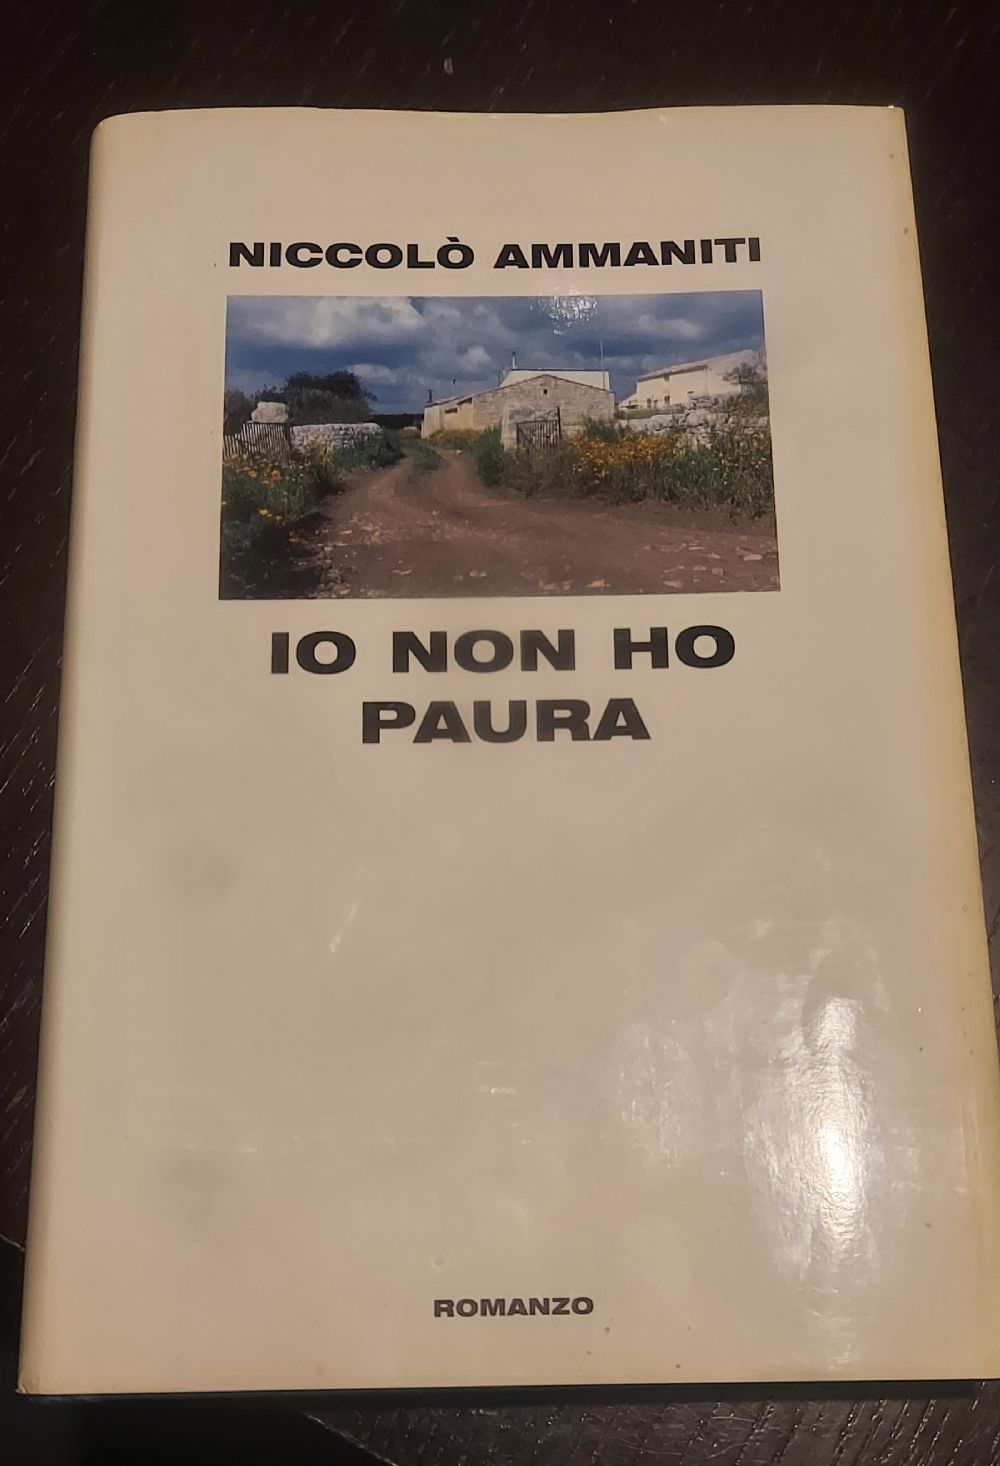 NICCOLÒ AMMANITI
IO NON HO
PAURA
ROMANZO